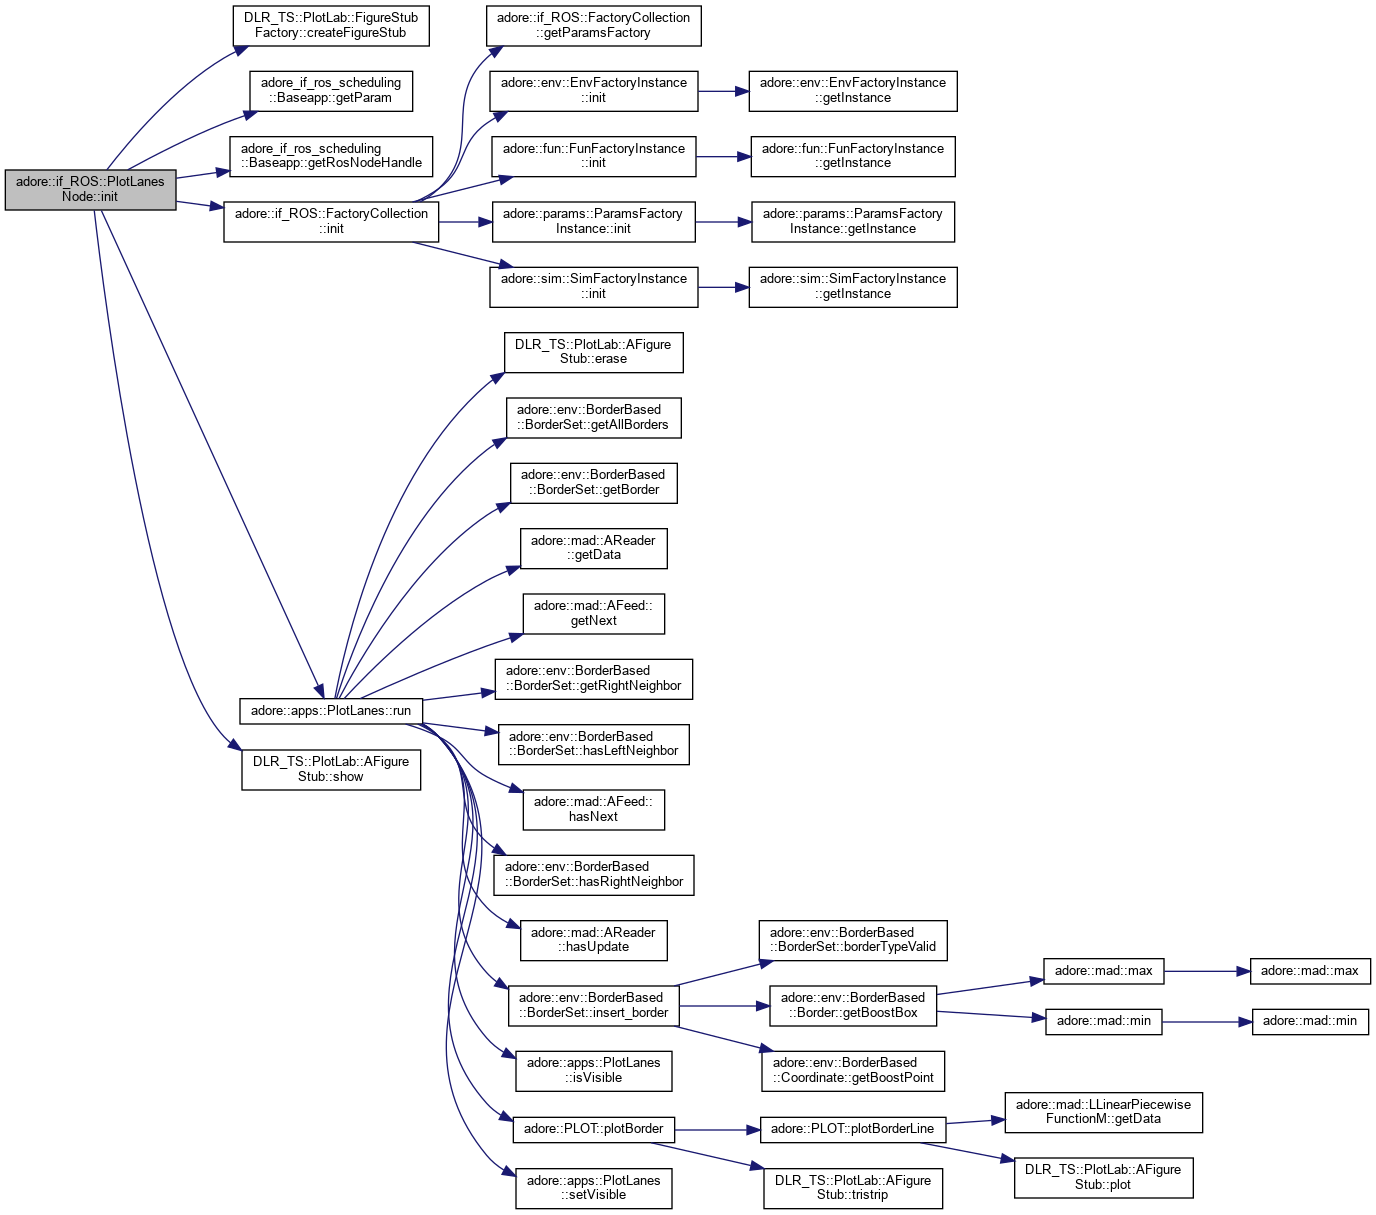 adore::if_ROS::PlotLanes
Node::init
DLR_TS::PlotLab::FigureStub
Factory::createFigureStub
adore_if_ros_scheduling
::Baseapp::getParam
adore_if_ros_scheduling
::Baseapp::getRosNodeHandle
adore::if_ROS::FactoryCollection
::init
adore::if_ROS::FactoryCollection
::getParamsFactory
adore::env::EnvFactoryInstance
::init
adore::env::EnvFactoryInstance
::getInstance
adore::fun::FunFactoryInstance
::init
adore::fun::FunFactoryInstance
::getInstance
adore::params::ParamsFactory
Instance::init
adore::params::ParamsFactory
Instance::getInstance
adore::sim::SimFactoryInstance
::init
adore::sim::SimFactoryInstance
::getInstance
adore::apps::PlotLanes::run
DLR_TS::PlotLab::AFigure
Stub::show
DLR_TS::PlotLab::AFigure
Stub::erase
adore::env::BorderBased
::BorderSet::getAllBorders
adore::env::BorderBased
::BorderSet::getBorder
adore::mad::AReader
::getData
adore::mad::AFeed::
getNext
adore::env::BorderBased
::BorderSet::getRightNeighbor
adore::env::BorderBased
::BorderSet::hasLeftNeighbor
adore::mad::AFeed::
hasNext
adore::env::BorderBased
::BorderSet::hasRightNeighbor
adore::mad::AReader
::hasUpdate
adore::env::BorderBased
::BorderSet::insert_border
adore::env::BorderBased
::BorderSet::borderTypeValid
adore::env::BorderBased
::Border::getBoostBox
adore::mad::max
adore::mad::max
adore::mad::min
adore::mad::min
adore::env::BorderBased
::Coordinate::getBoostPoint
adore::apps::PlotLanes
::isVisible
adore::PLOT::plotBorder
adore::PLOT::plotBorderLine
adore::mad::LLinearPiecewise
FunctionM::getData
DLR_TS::PlotLab::AFigure
Stub::plot
DLR_TS::PlotLab::AFigure
Stub::tristrip
adore::apps::PlotLanes
::setVisible